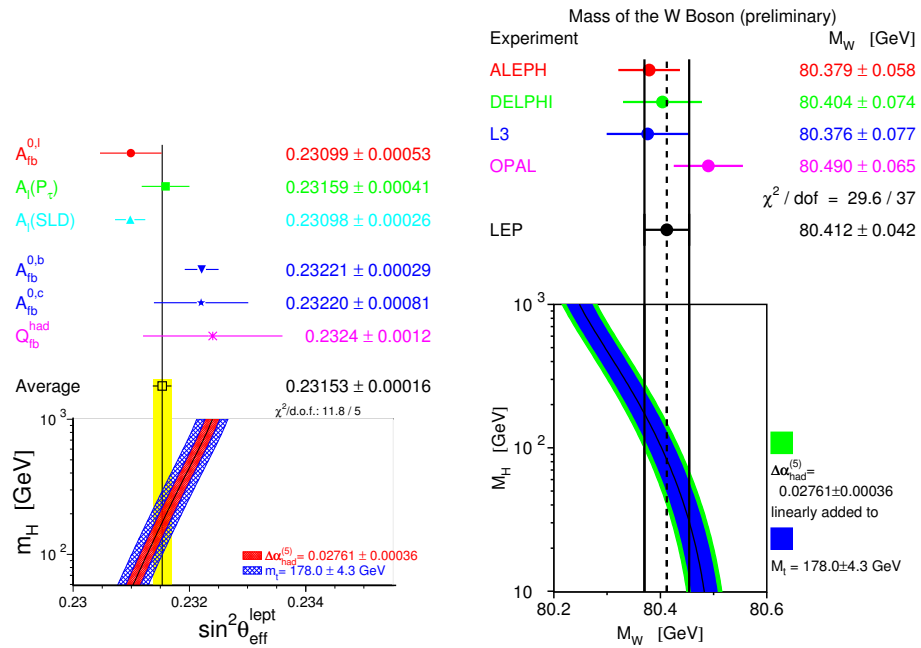 A_fb^0,l 0.23099 ± 0.00053
A_l(P_τ) 0.23159 ± 0.00041
A_l(SLD) 0.23098 ± 0.00026
A_fb^0,b 0.23221 ± 0.00029
A_fb^0,c 0.23220 ± 0.00081
Q_fb^had 0.2324 ± 0.0012
Average 0.23153 ± 0.00016
χ²/d.o.f.: 11.8 / 5
10³
10²
m_H [GeV]
Δα_had^(5)= 0.02761 ± 0.00036
m_t= 178.0 ± 4.3 GeV
0.23 0.232 0.234
sin²θ_eff^lept
Mass of the W Boson (preliminary)
Experiment M_W [GeV]
ALEPH 80.379 ± 0.058
DELPHI 80.404 ± 0.074
L3 80.376 ± 0.077
OPAL 80.490 ± 0.065
χ² / dof = 29.6 / 37
LEP 80.412 ± 0.042
10³
10²
10
M_H [GeV]
Δα_had^(5)=
0.02761±0.00036
linearly added to
M_t = 178.0±4.3 GeV
80.2 80.4 80.6
M_W [GeV]